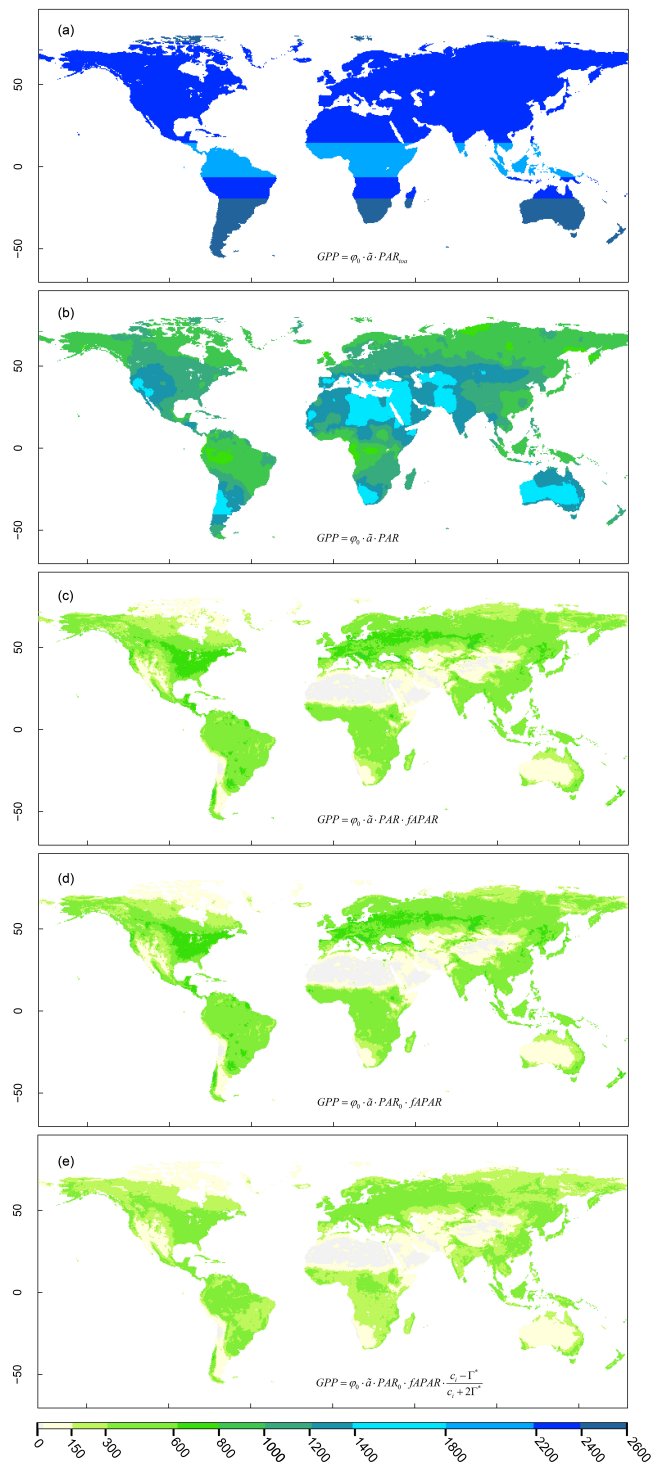 (a)
50
0
−50
GPP = φ₀ · ã · PARₜₒₐ
(b)
50
0
−50
GPP = φ₀ · ã · PAR
(c)
50
0
−50
GPP = φ₀ · ã · PAR · fAPAR
(d)
50
0
−50
GPP = φ₀ · ã · PAR₀ · fAPAR
(e)
50
0
−50
GPP = φ₀ · ã · PAR₀ · fAPAR · (cᵢ − Γ*) / (cᵢ + 2Γ*)
0 150 300 600 800 1000 1200 1400 1800 2200 2400 2600